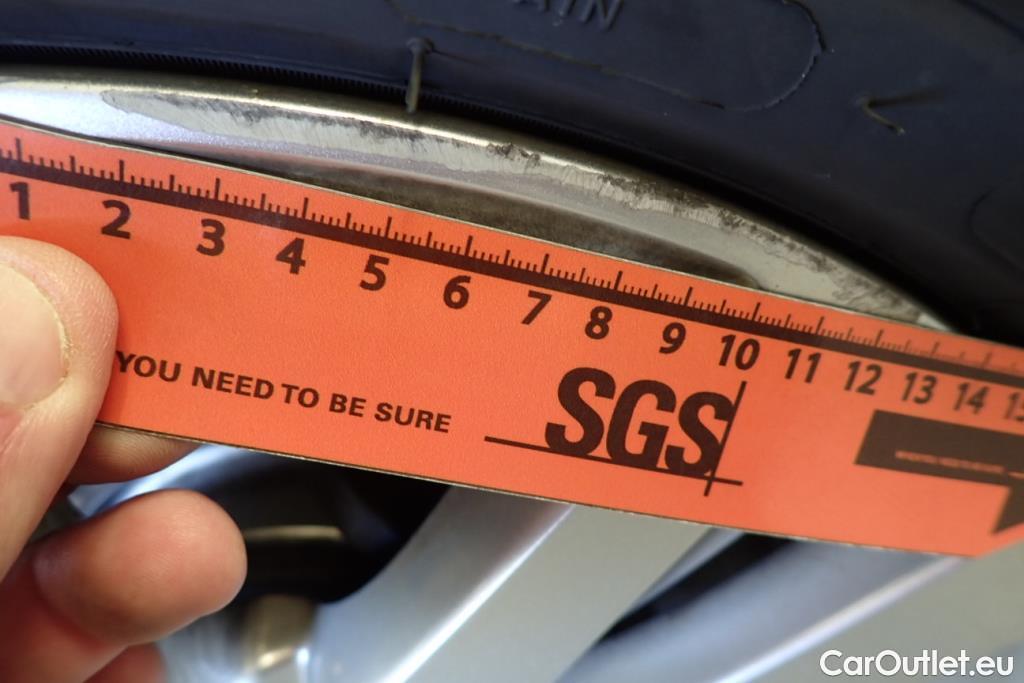 AIN
1 2 3 4 5 6 7 8 9 10 11 12 13 14
YOU NEED TO BE SURE
SGS
CarOutlet.eu